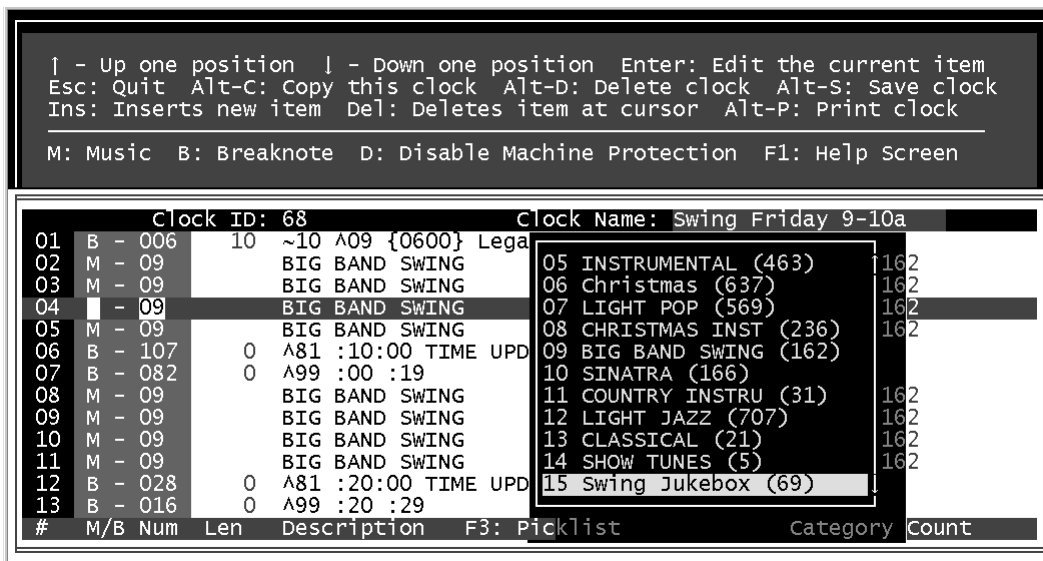 ↑ - Up one position ↓ - Down one position Enter: Edit the current item
Esc: Quit Alt-C: Copy this clock Alt-D: Delete clock Alt-S: Save clock
Ins: Inserts new item Del: Deletes item at cursor Alt-P: Print clock
M: Music B: Breaknote D: Disable Machine Protection F1: Help Screen
Clock ID: 68 Clock Name: Swing Friday 9-10a
01 B - 006 10 ~10 ^09 {0600} Lega
02 M - 09 BIG BAND SWING 05 INSTRUMENTAL (463) ↑ 162
03 M - 09 BIG BAND SWING 06 Christmas (637) 162
04 - 09 BIG BAND SWING 07 LIGHT POP (569) 162
05 M - 09 BIG BAND SWING 08 CHRISTMAS INST (236) 162
06 B - 107 0 ^81 :10:00 TIME UPD 09 BIG BAND SWING (162)
07 B - 082 0 ^99 :00 :19 10 SINATRA (166)
08 M - 09 BIG BAND SWING 11 COUNTRY INSTRU (31) 162
09 M - 09 BIG BAND SWING 12 LIGHT JAZZ (707) 162
10 M - 09 BIG BAND SWING 13 CLASSICAL (21) 162
11 M - 09 BIG BAND SWING 14 SHOW TUNES (5) 162
12 B - 028 0 ^81 :20:00 TIME UPD 15 Swing Jukebox (69) ↓
13 B - 016 0 ^99 :20 :29
# M/B Num Len Description F3: Picklist Category Count